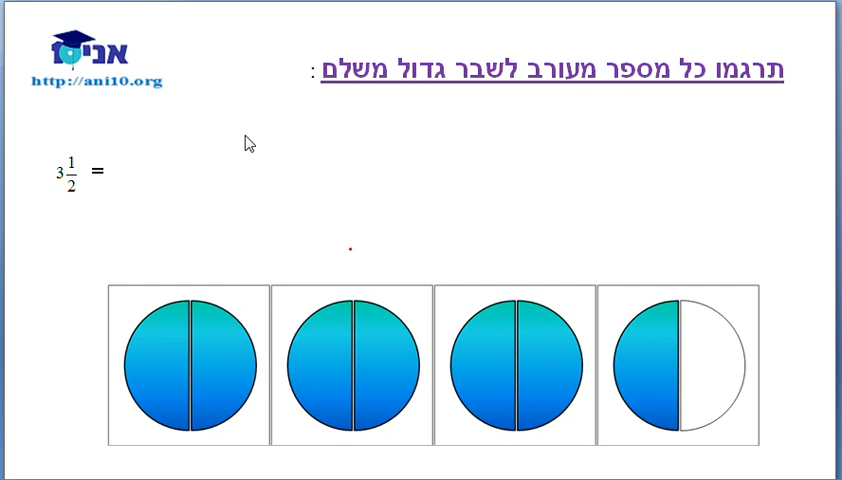 אני10
http://ani10.org
תרגמו כל מספר מעורב לשבר גדול משלם :
3 1/2 =